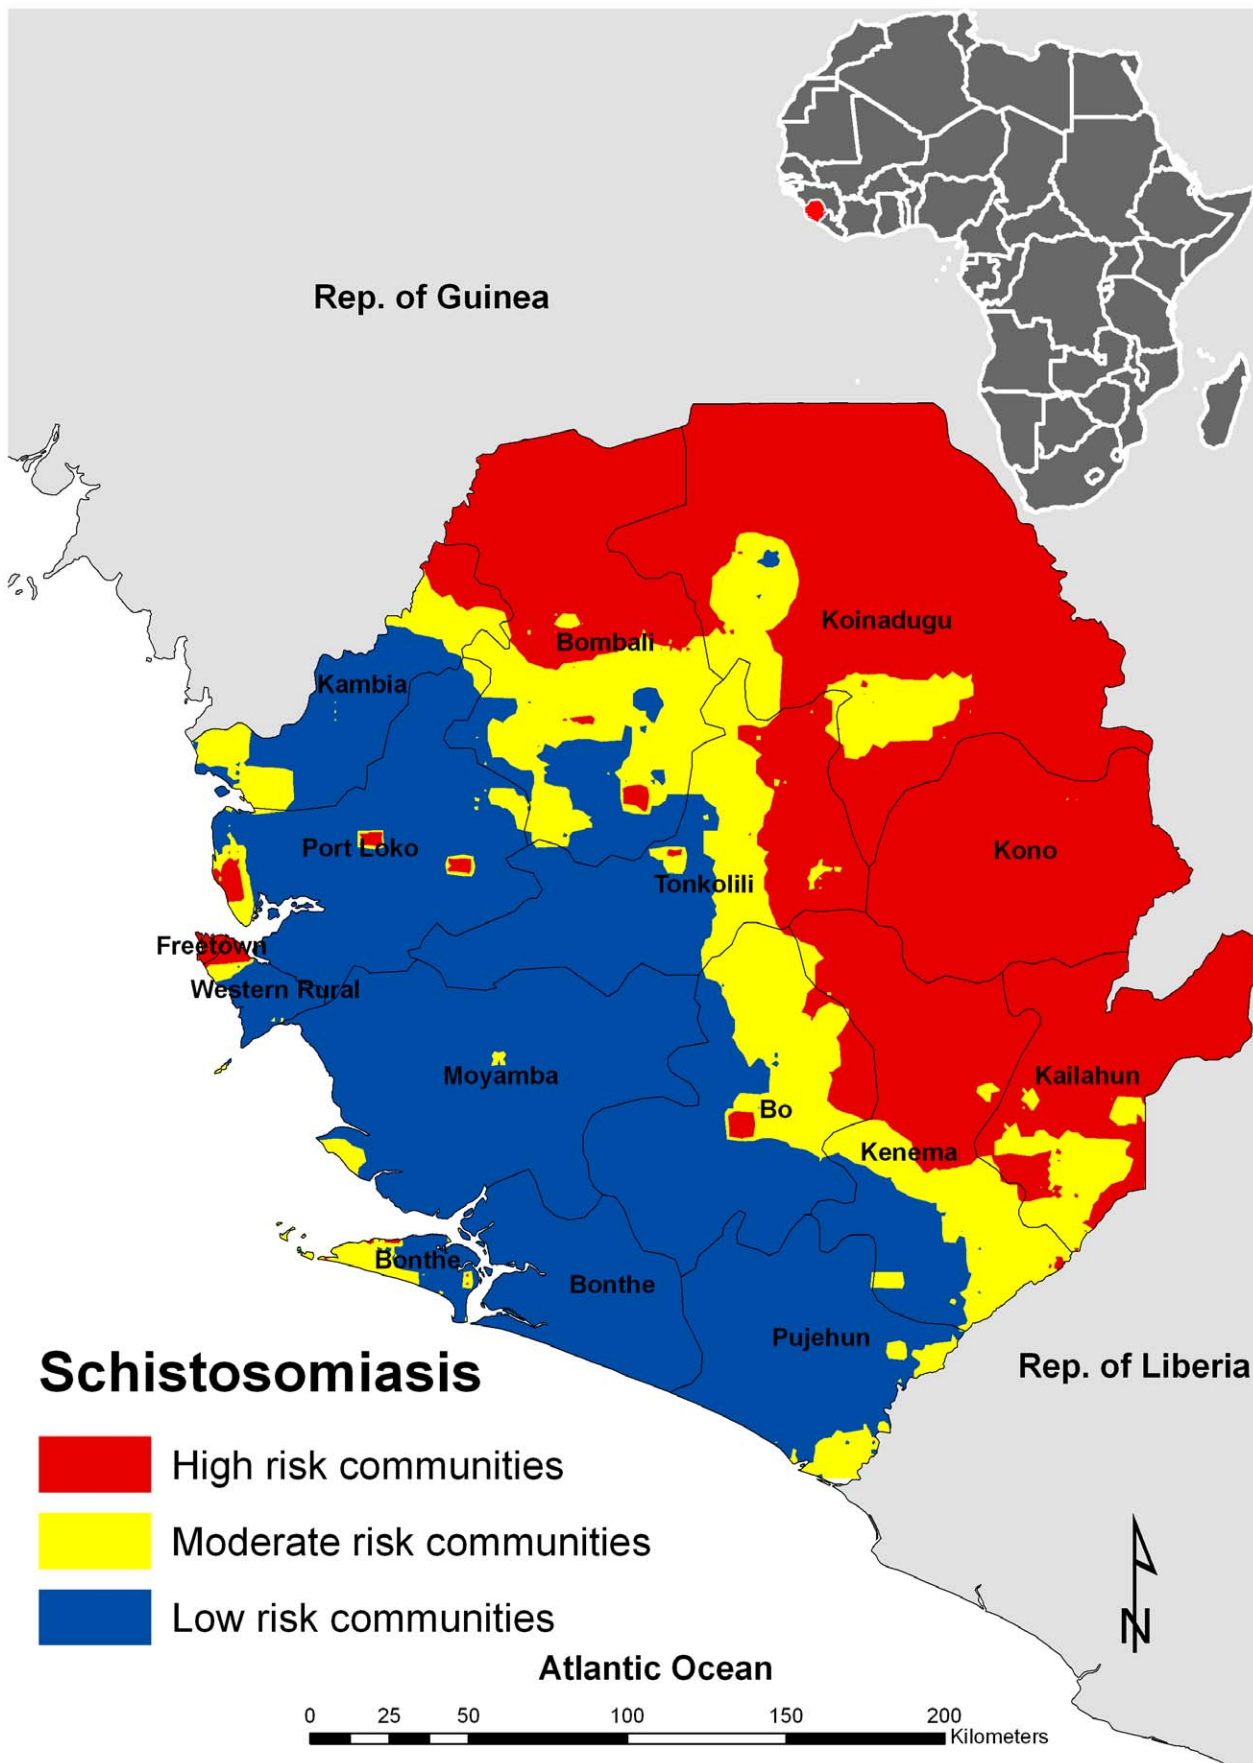 Rep. of Guinea
Koinadugu
Bombali
Kambia
Port Loko
Kono
Tonkolili
Freetown
Western Rural
Moyamba
Kailahun
Bo
Kenema
Bonthe
Bonthe
Pujehun
Rep. of Liberia
Schistosomiasis
High risk communities
Moderate risk communities
Low risk communities
N
Atlantic Ocean
0 25 50 100 150 200
Kilometers